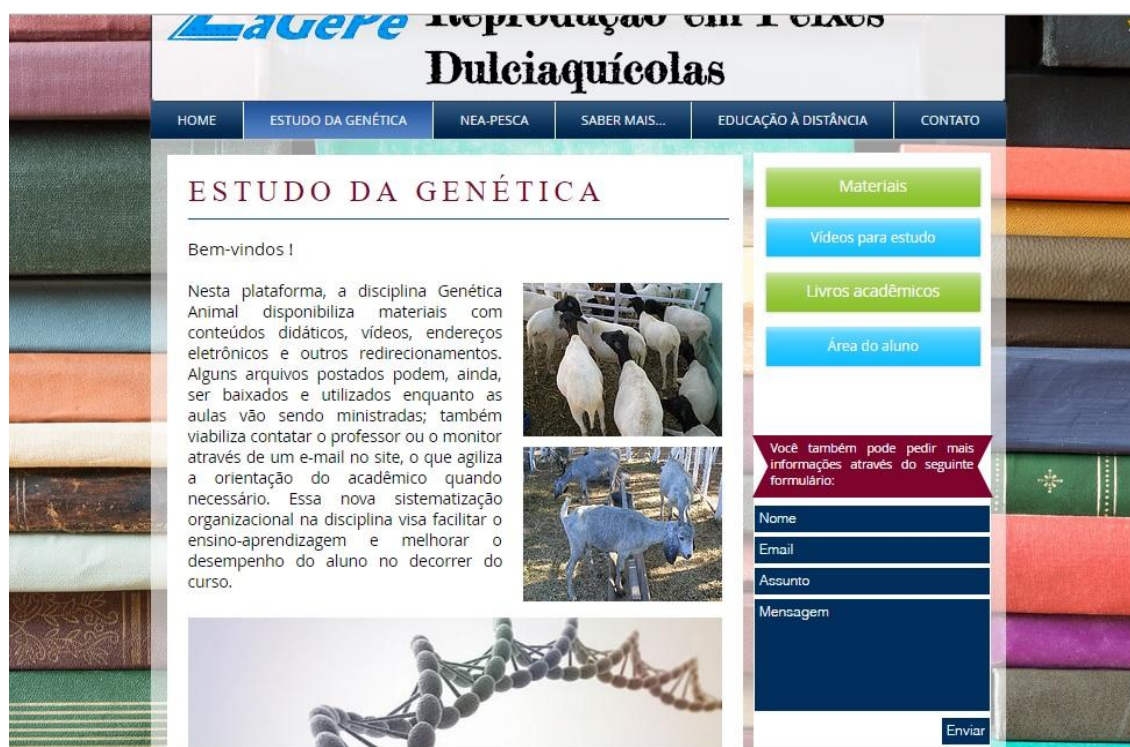 LaGePe Reprodução em Peixes
Dulciaquícolas
HOME ESTUDO DA GENÉTICA NEA-PESCA SABER MAIS... EDUCAÇÃO À DISTÂNCIA CONTATO
ESTUDO DA GENÉTICA
Bem-vindos !
Nesta plataforma, a disciplina Genética
Animal disponibiliza materiais com
conteúdos didáticos, vídeos, endereços
eletrônicos e outros redirecionamentos.
Alguns arquivos postados podem, ainda,
ser baixados e utilizados enquanto as
aulas vão sendo ministradas; também
viabiliza contatar o professor ou o monitor
através de um e-mail no site, o que agiliza
a orientação do acadêmico quando
necessário. Essa nova sistematização
organizacional na disciplina visa facilitar o
ensino-aprendizagem e melhorar o
desempenho do aluno no decorrer do
curso.
Materiais
Vídeos para estudo
Livros acadêmicos
Área do aluno
Você também pode pedir mais
informações através do seguinte
formulário:
Nome
Email
Assunto
Mensagem
Enviar